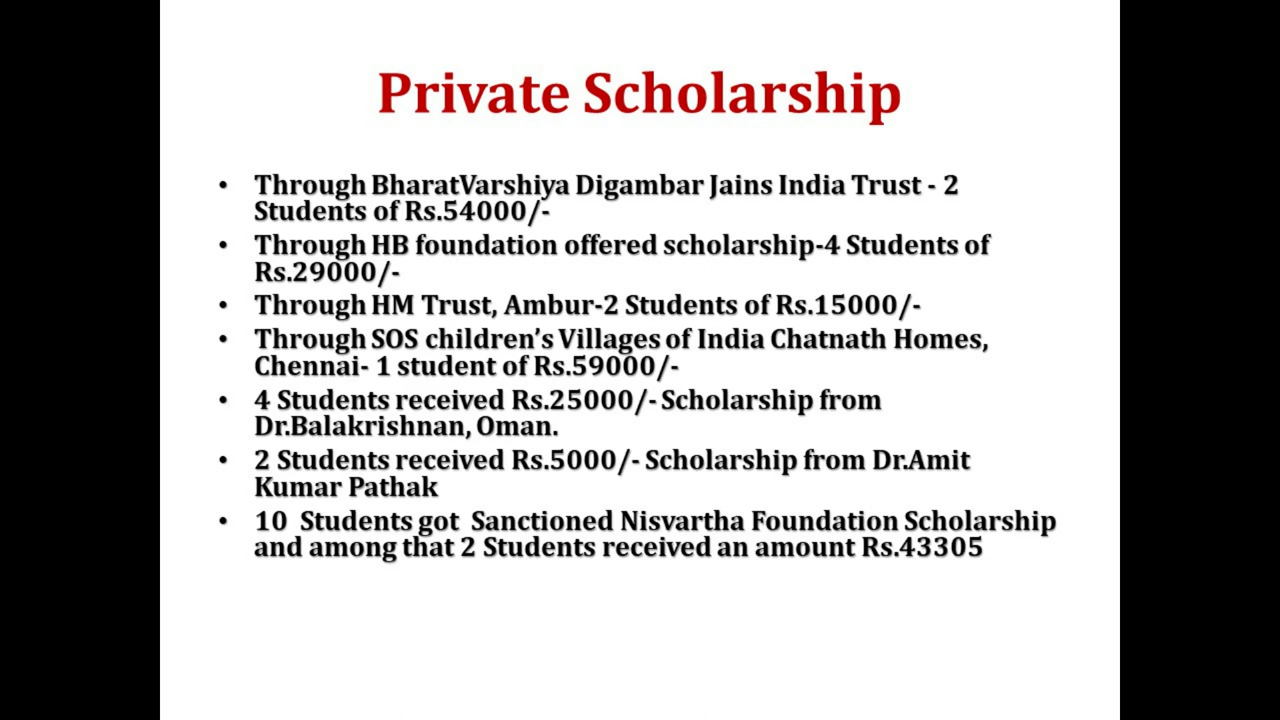 Private Scholarship
• Through BharatVarshiya Digambar Jains India Trust - 2
Students of Rs.54000/-
• Through HB foundation offered scholarship-4 Students of
Rs.29000/-
• Through HM Trust, Ambur-2 Students of Rs.15000/-
• Through SOS children’s Villages of India Chatnath Homes,
Chennai- 1 student of Rs.59000/-
• 4 Students received Rs.25000/- Scholarship from
Dr.Balakrishnan, Oman.
• 2 Students received Rs.5000/- Scholarship from Dr.Amit
Kumar Pathak
• 10 Students got Sanctioned Nisvartha Foundation Scholarship
and among that 2 Students received an amount Rs.43305